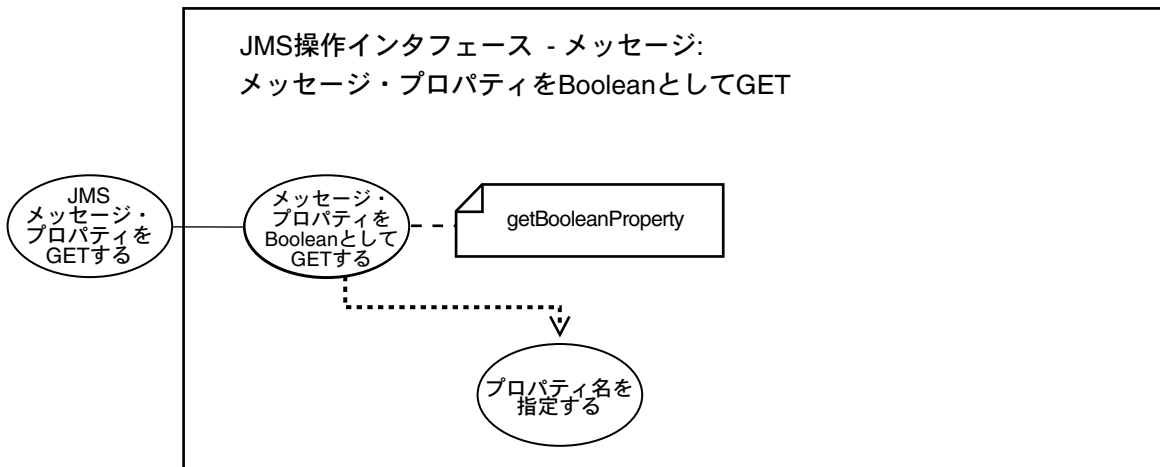 JMS操作インタフェース - メッセージ:
メッセージ・プロパティをBooleanとしてGET
JMS
メッセージ・
プロパティを
GETする
メッセージ・
プロパティを
Booleanとして
GETする
getBooleanProperty
プロパティ名を
指定する